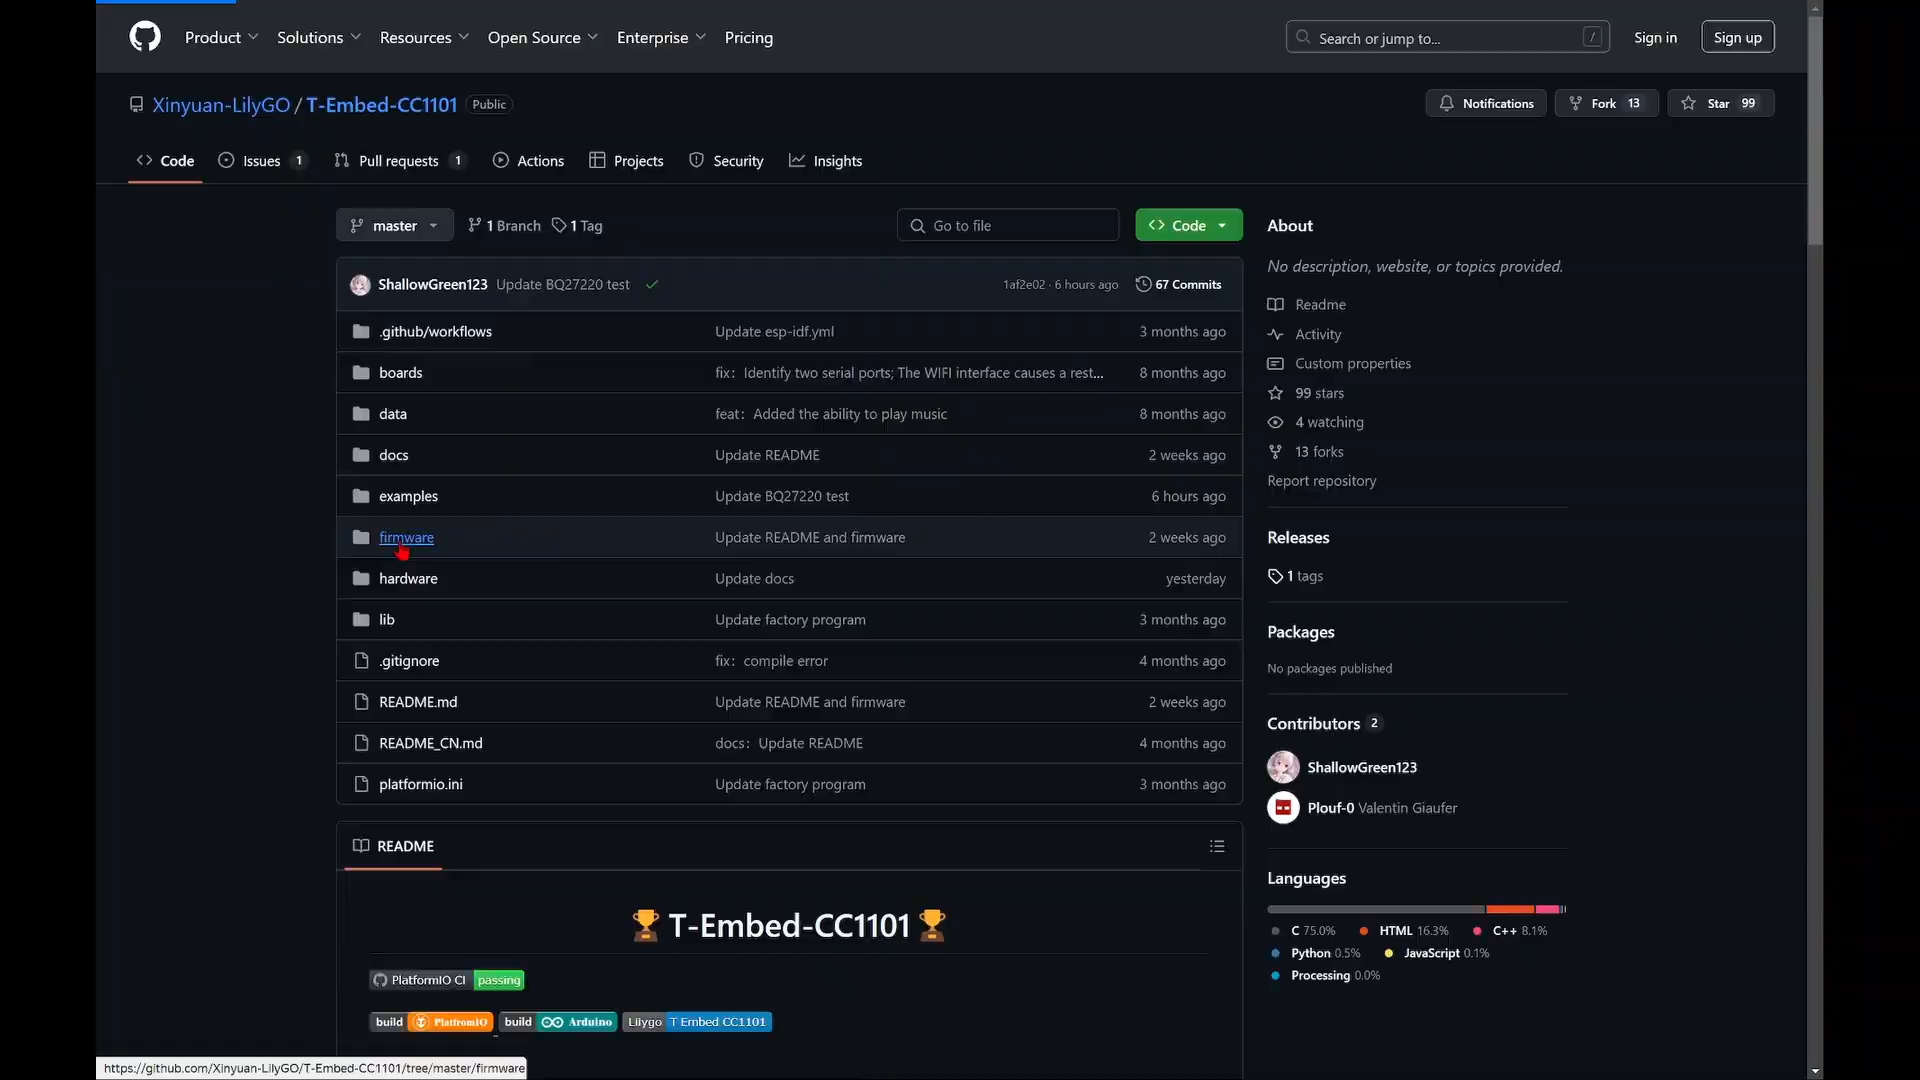 Product Solutions Resources Open Source Enterprise Pricing Search or jump to... / Sign in Sign up
Xinyuan-LilyGO / T-Embed-CC1101 Public Notifications Fork 13 Star 99
Code Issues 1 Pull requests 1 Actions Projects Security Insights
master 1 Branch 1 Tag Go to file Code
ShallowGreen123 Update BQ27220 test 1af2e02 · 6 hours ago 67 Commits
.github/workflows Update esp-idf.yml 3 months ago
boards fix：Identify two serial ports; The WIFI interface causes a rest... 8 months ago
data feat：Added the ability to play music 8 months ago
docs Update README 2 weeks ago
examples Update BQ27220 test 6 hours ago
firmware Update README and firmware 2 weeks ago
hardware Update docs yesterday
lib Update factory program 3 months ago
.gitignore fix：compile error 4 months ago
README.md Update README and firmware 2 weeks ago
README_CN.md docs：Update README 4 months ago
platformio.ini Update factory program 3 months ago
README
T-Embed-CC1101
PlatformIO CI passing
build PlatfromIO build Arduino Lilygo T Embed CC1101
About
No description, website, or topics provided.
Readme
Activity
Custom properties
99 stars
4 watching
13 forks
Report repository
Releases
1 tags
Packages
No packages published
Contributors 2
ShallowGreen123
Plouf-0 Valentin Giaufer
Languages
C 75.0% HTML 16.3% C++ 8.1%
Python 0.5% JavaScript 0.1%
Processing 0.0%
https://github.com/Xinyuan-LilyGO/T-Embed-CC1101/tree/master/firmware